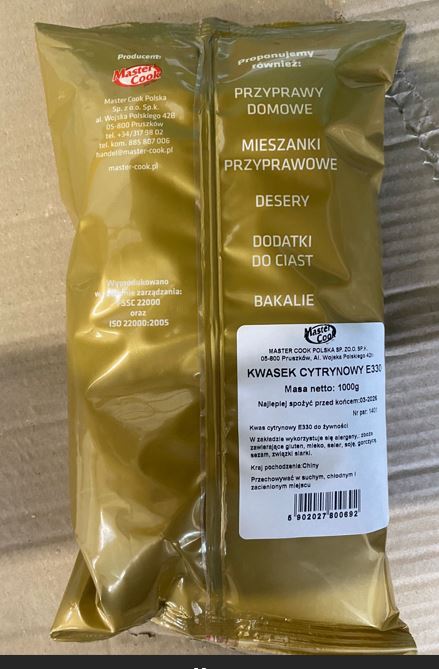 Producent:
Master Cook
Master Cook Polska
Sp. z o.o. Sp.k.
al. Wojska Polskiego 42B
05-800 Pruszków
tel. +34/317 98 02
tel. kom. 885 807 006
handel@master-cook.pl
master-cook.pl
Wyprodukowano
zarządzania:
FSSC 22000
oraz
ISO 22000:2005
Proponujemy
również:
PRZYPRAWY
DOMOWE
MIESZANKI
PRZYPRAWOWE
DESERY
DODATKI
DO CIAST
BAKALIE
Master Cook
MASTER COOK POLSKA SP. ZO.O. SP.K.
05-800 Pruszków, Al. Wojska Polskiego 42
KWASEK CYTRYNOWY E330
Masa netto: 1000g
Najlepiej spożyć przed końcem:03-2026
Nr par:
Kwas cytrynowy E330 do żywności
W zakładzie wykorzystuje się alergeny: zboża
zawierające gluten, mleko, seler, soję, gorczycę,
sezam, związki siarki.
Kraj pochodzenia:Chiny
Przechowywać w suchym, chłodnym i
zacienionym miejscu
5 902027 800692